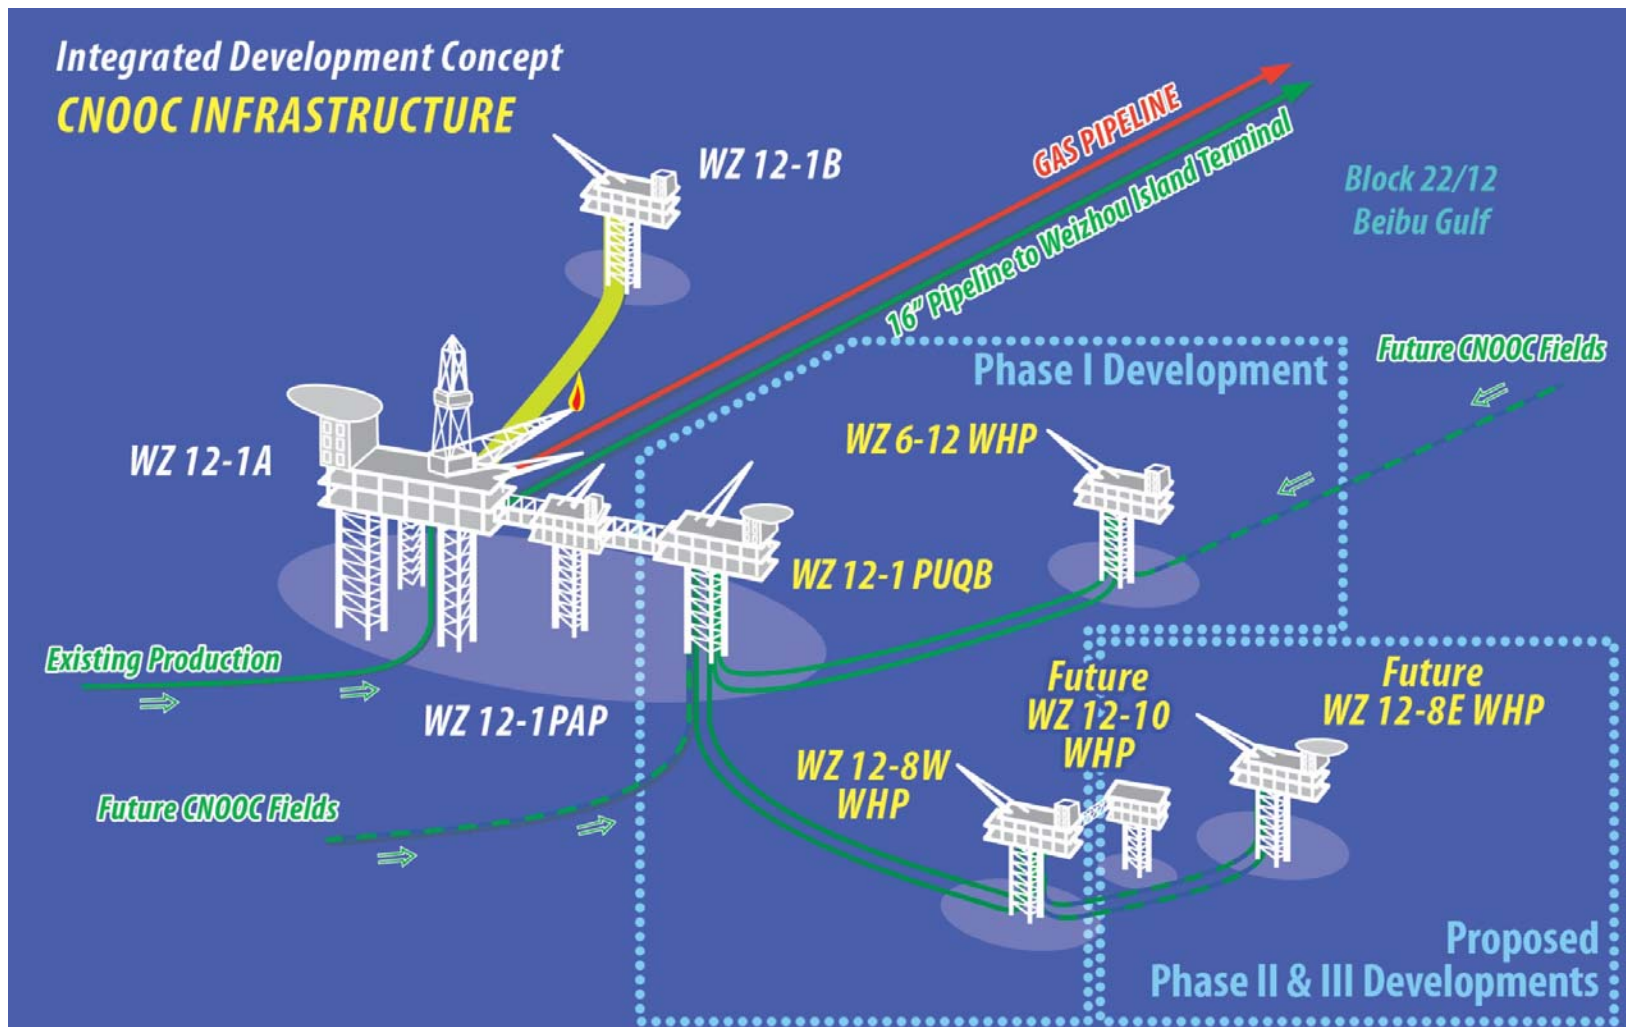 Integrated Development Concept
CNOOC INFRASTRUCTURE
WZ 12-1B
GAS PIPELINE
16" Pipeline to Weizhou Island Terminal
Block 22/12
Beibu Gulf
Phase I Development
Future CNOOC Fields
WZ 12-1A
WZ 6-12 WHP
WZ 12-1 PUQB
Existing Production
WZ 12-1PAP
Future
WZ 12-10
WHP
Future
WZ 12-8E WHP
WZ 12-8W
WHP
Future CNOOC Fields
Proposed
Phase II & III Developments